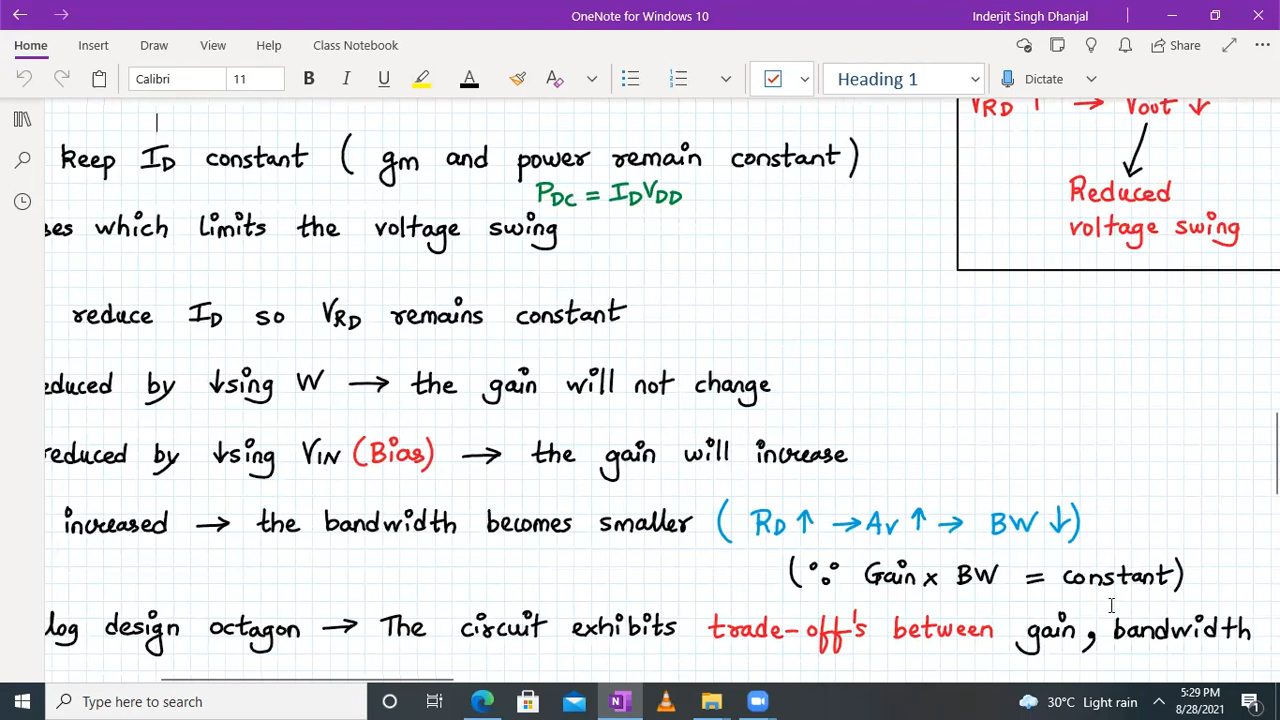 OneNote for Windows 10
Inderjit Singh Dhanjal
Home Insert Draw View Help Class Notebook
Share
Calibri 11 B I U A Heading 1 Dictate
VRD ↑ → Vout ↓
keep ID constant ( gm and power remain constant )
PDC = IDVDD
Reduced
voltage swing
ses which limits the voltage swing
reduce ID so VRD remains constant
educed by ↓sing W → the gain will not change
reduced by ↓sing VIN (Bias) → the gain will increase
increased → the bandwidth becomes smaller ( RD ↑ → Av ↑ → BW ↓)
(∵ Gain x BW = constant)
log design octagon → The circuit exhibits trade-off's between gain, bandwidth
Type here to search
30°C Light rain
5:29 PM
8/28/2021